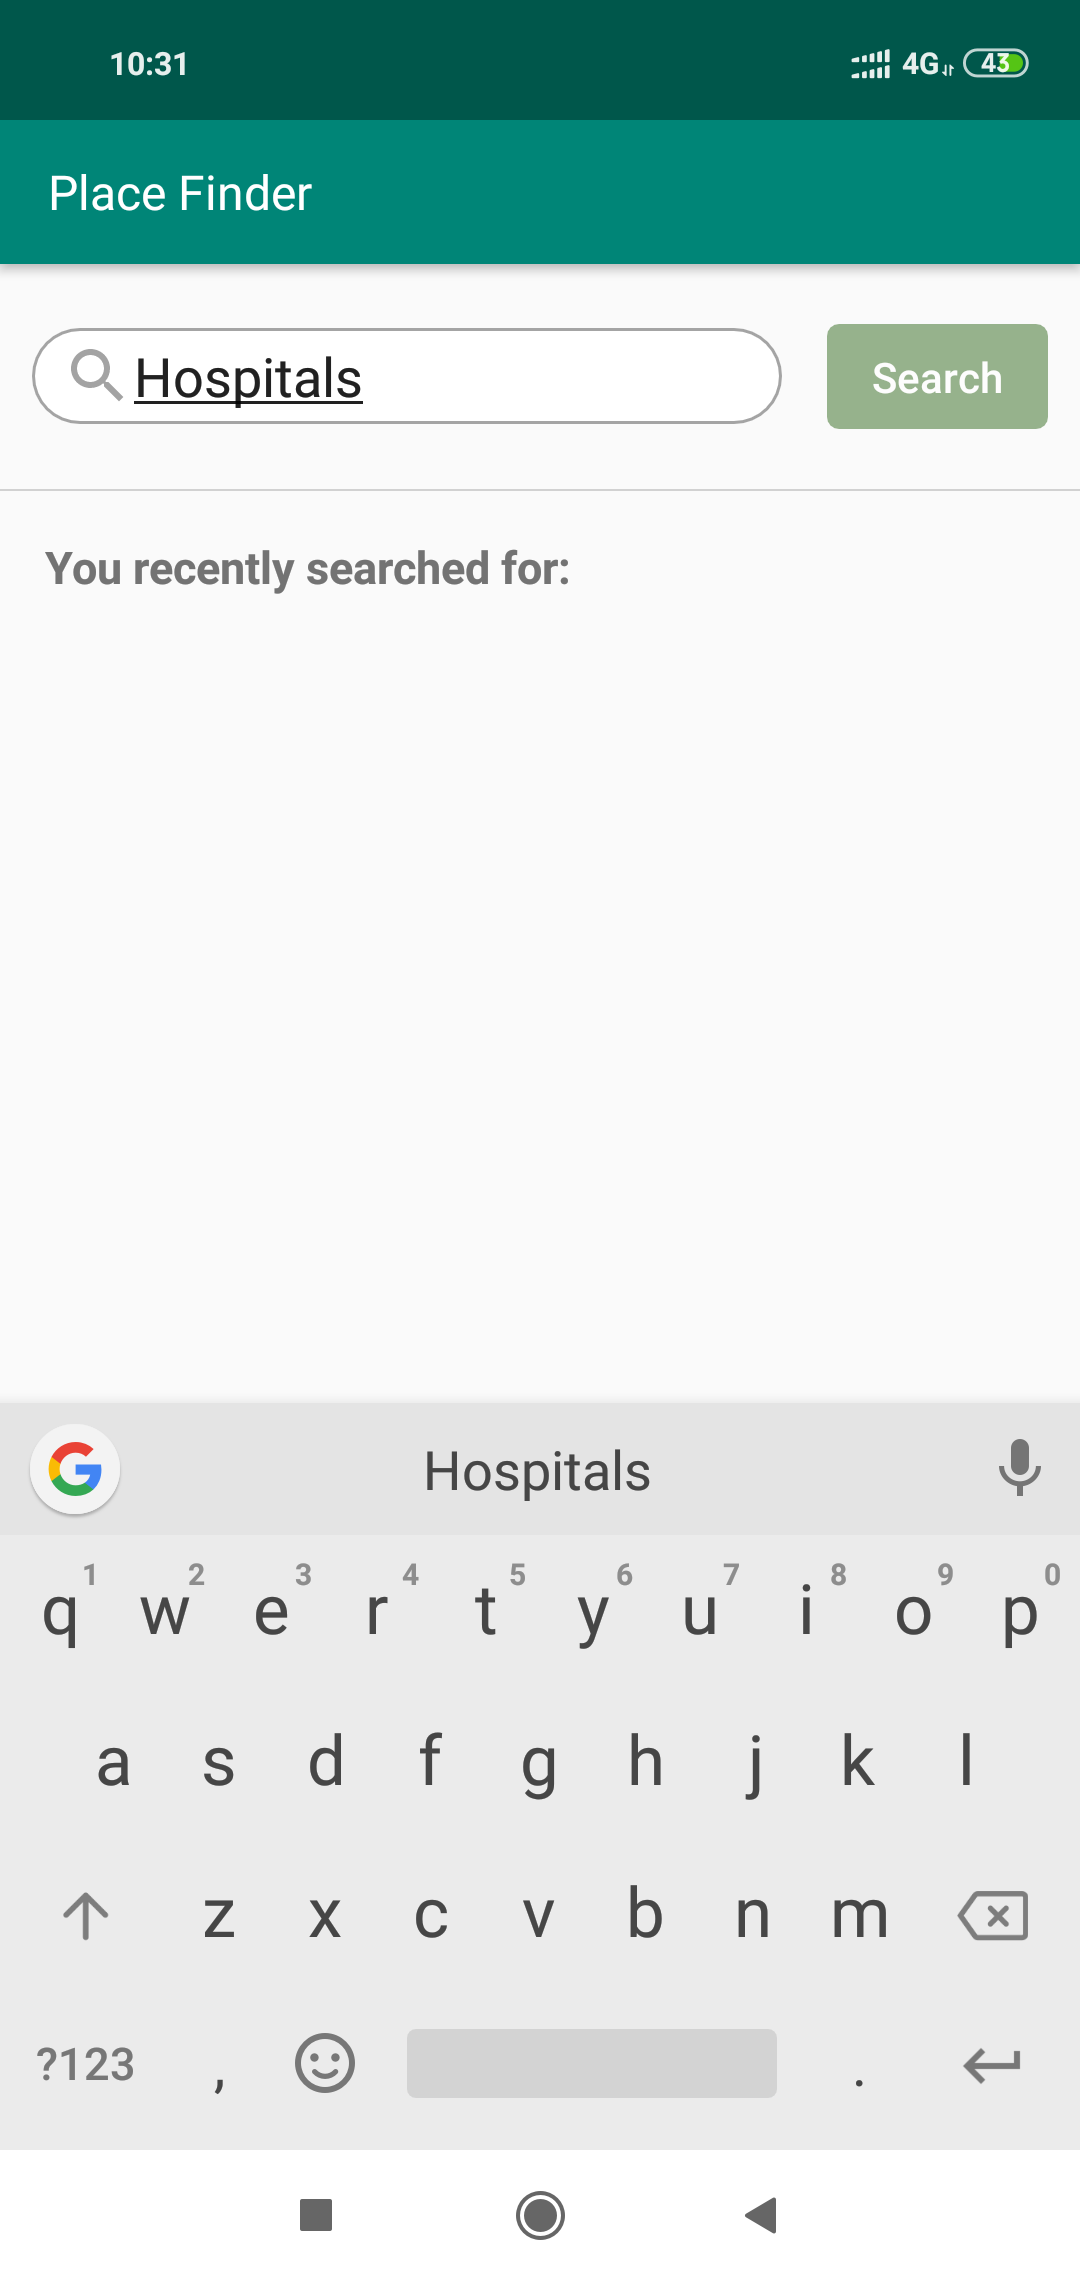 10:31 4G 43
Place Finder
Hospitals Search
You recently searched for:
Hospitals
1 2 3 4 5 6 7 8 9 0
q w e r t y u i o p
a s d f g h j k l
z x c v b n m
?123 , .